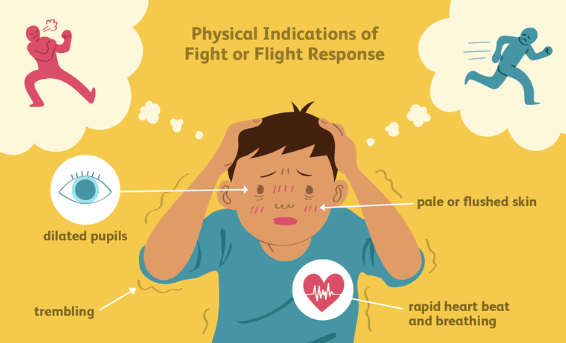 Physical Indications of
Fight or Flight Response
dilated pupils
pale or flushed skin
trembling
rapid heart beat
and breathing